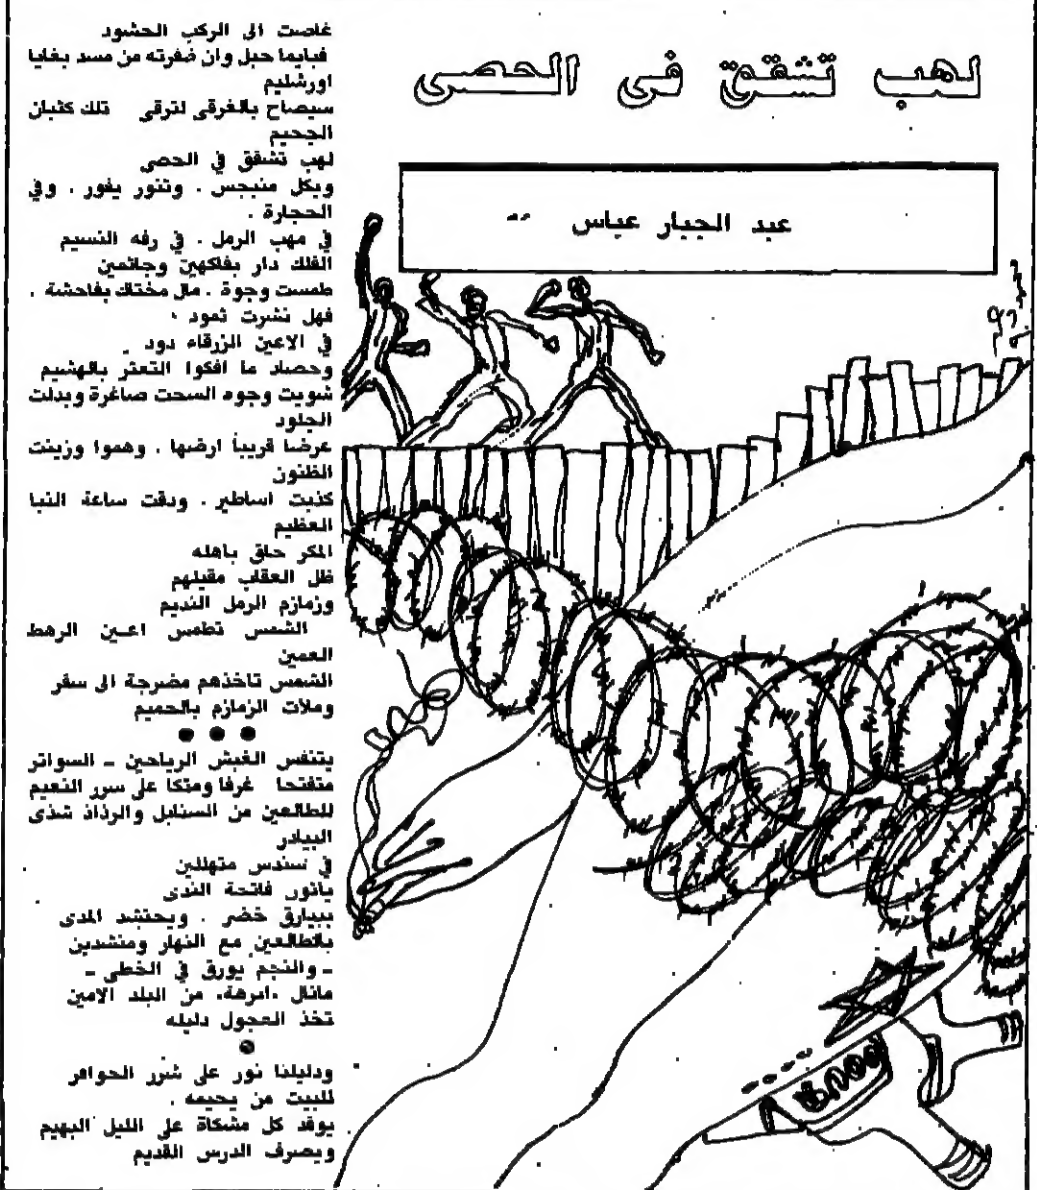 لهب تشقق في الحصى
عبد الجبار عباس
غاصت الى الركب الحشود
فبايما حبل وان ضفرته من مسد بغايا
اورشليم
سيصاح بالغرقى لترقى تلك كثبان
الجحيم
لهب تشقق في الحصى
وبكل منبجس . وتنور يفور . وفي
الحجارة .
في مهب الرمل . في رفه النسيم
الفلك دار بفاكهين وجاثمين
طمست وجوة . مال مختك بفاحشة .
فهل نشرت ثمود
في الاعين الزرقاء دود
وحصاد ما افكوا التعثر بالهشيم
شويت وجوه السحت صاغرة وبدلت
الجلود
عرضا قريباً ارضها . وهموا وزينت
الظنون
كذبت اساطير . ودقت ساعة النبا
العظيم
المكر حاق باهله
ظل العقاب مقيلهم
وزمازم الرمل النديم
الشمس تطمس اعين الرهط
العمين
الشمس تاخذهم مضرجة الى سقر
وملات الزمازم بالحميم
● ● ●
يتنفس الغبش الرياحين ـ السواتر
متفتحا غرفا ومتكا على سرر النعيم
للطالعين من السنابل والرذاذ شذى
البيادر
في سندس متهللين
ياتون فاتحة الندى
ببيارق خضر . ويحتشد المدى
بالطالعين مع النهار ومنشدين
ـ والنجم يورق في الخطى ـ
مانال .ابرهة. من البلد الامين
تخذ العجول دليله
●
ودليلنا نور على شرر الحوافر
للبيت من يحيمه .
يوقد كل مشكاة على الليل البهيم
ويصرف الدرس القديم